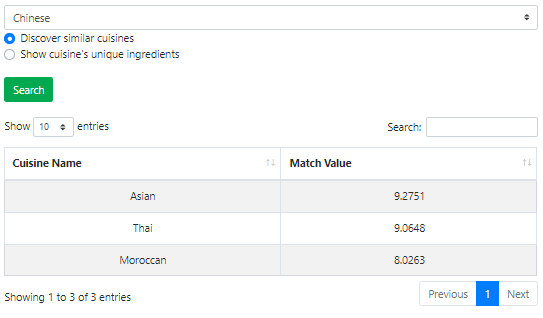 Chinese
Discover similar cuisines
Show cuisine's unique ingredients
Search
Show 10 entries Search:
Cuisine Name Match Value
Asian 9.2751
Thai 9.0648
Moroccan 8.0263
Showing 1 to 3 of 3 entries Previous 1 Next